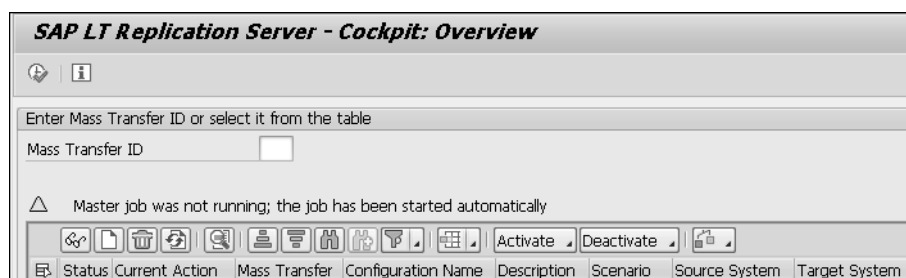 SAP LT Replication Server - Cockpit: Overview
Enter Mass Transfer ID or select it from the table
Mass Transfer ID
Master job was not running; the job has been started automatically
Activate Deactivate
Status Current Action Mass Transfer Configuration Name Description Scenario Source System Target System